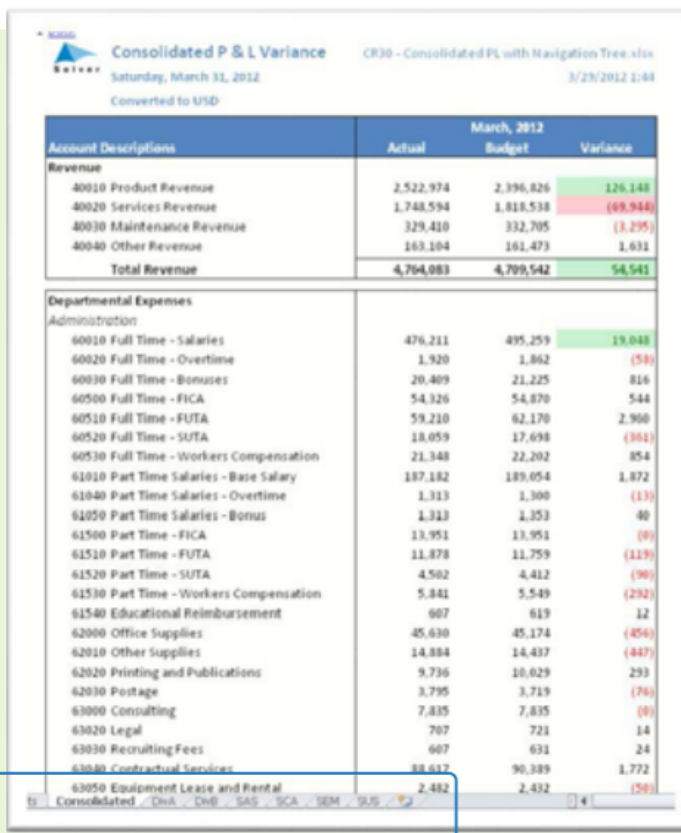 Solver
Consolidated P & L Variance CR30 - Consolidated PL with Navigation Tree.xlsx
Saturday, March 31, 2012 3/29/2012 1:44
Converted to USD
March, 2012
Account Descriptions Actual Budget Variance
Revenue
40010 Product Revenue 2,522,974 2,396,826 126,148
40020 Services Revenue 1,748,594 1,818,538 (69,944)
40030 Maintenance Revenue 329,410 332,705 (3,295)
40040 Other Revenue 163,104 161,473 1,631
Total Revenue 4,764,083 4,709,542 54,541
Departmental Expenses
Administration
60010 Full Time - Salaries 476,211 495,259 19,048
60020 Full Time - Overtime 1,920 1,862 (58)
60030 Full Time - Bonuses 20,409 21,225 816
60500 Full Time - FICA 54,326 54,870 544
60510 Full Time - FUTA 59,210 62,170 2,960
60520 Full Time - SUTA 18,059 17,698 (361)
60530 Full Time - Workers Compensation 21,348 22,202 854
61010 Part Time Salaries - Base Salary 187,182 189,054 1,872
61040 Part Time Salaries - Overtime 1,313 1,300 (13)
61050 Part Time Salaries - Bonus 1,313 1,353 40
61500 Part Time - FICA 13,951 13,951 (0)
61510 Part Time - FUTA 11,878 11,759 (119)
61520 Part Time - SUTA 4,502 4,412 (90)
61530 Part Time - Workers Compensation 5,841 5,549 (292)
61540 Educational Reimbursement 607 619 12
62000 Office Supplies 45,630 45,174 (456)
62010 Other Supplies 14,884 14,437 (447)
62020 Printing and Publications 9,736 10,029 293
62030 Postage 3,795 3,719 (76)
63000 Consulting 7,835 7,835 (0)
63020 Legal 707 721 14
63030 Recruiting Fees 607 631 24
63040 Contractual Services 88,617 90,389 1,772
63050 Equipment Lease and Rental 2,482 2,432 (50)
ts Consolidated DivA DivB SAS SCA SEM SUS